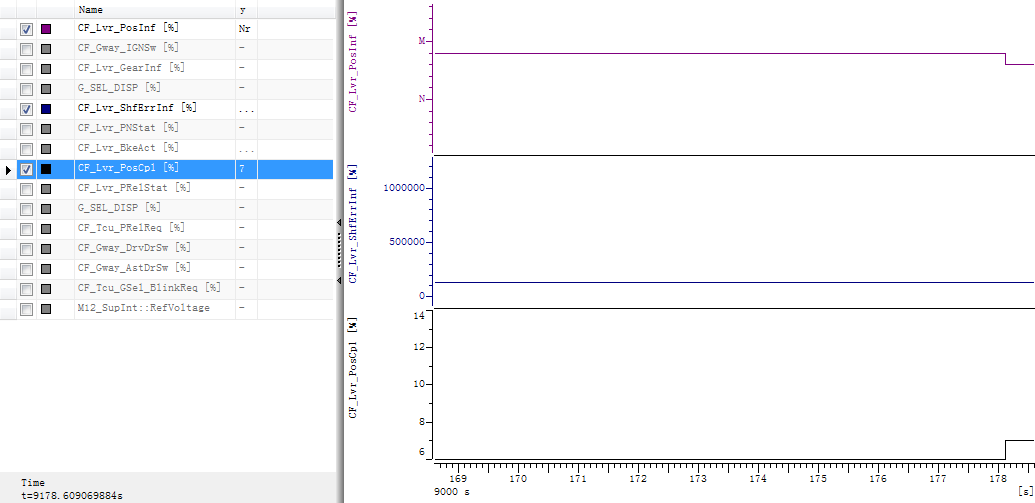 Name y
CF_Lvr_PosInf [%] Nr
CF_Gway_IGNSw [%] -
CF_Lvr_GearInf [%] -
G_SEL_DISP [%] -
CF_Lvr_ShfErrInf [%] ...
CF_Lvr_PNStat [%] -
CF_Lvr_BkeAct [%] ...
CF_Lvr_PosCpl [%] 7
CF_Lvr_PRelStat [%] -
G_SEL_DISP [%] -
CF_Tcu_PRelReq [%] -
CF_Gway_DrvDrSw [%] -
CF_Gway_AstDrSw [%] -
CF_Tcu_GSel_BlinkReq [%] -
M12_SupInt::RefVoltage -
Time
t=9178.609069884s
CF_Lvr_PosInf [%]
M
N
CF_Lvr_ShfErrInf [%]
1000000
500000
0
CF_Lvr_PosCpl [%]
14
12
10
8
6
169 170 171 172 173 174 175 176 177 178
9000 s [s]